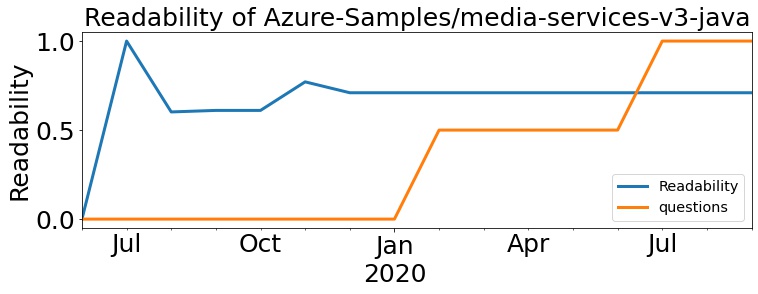 Readability of Azure-Samples/media-services-v3-java
Readability
1.0
0.5
0.0
Readability
questions
Jul
Oct
Jan
Apr
Jul
2020